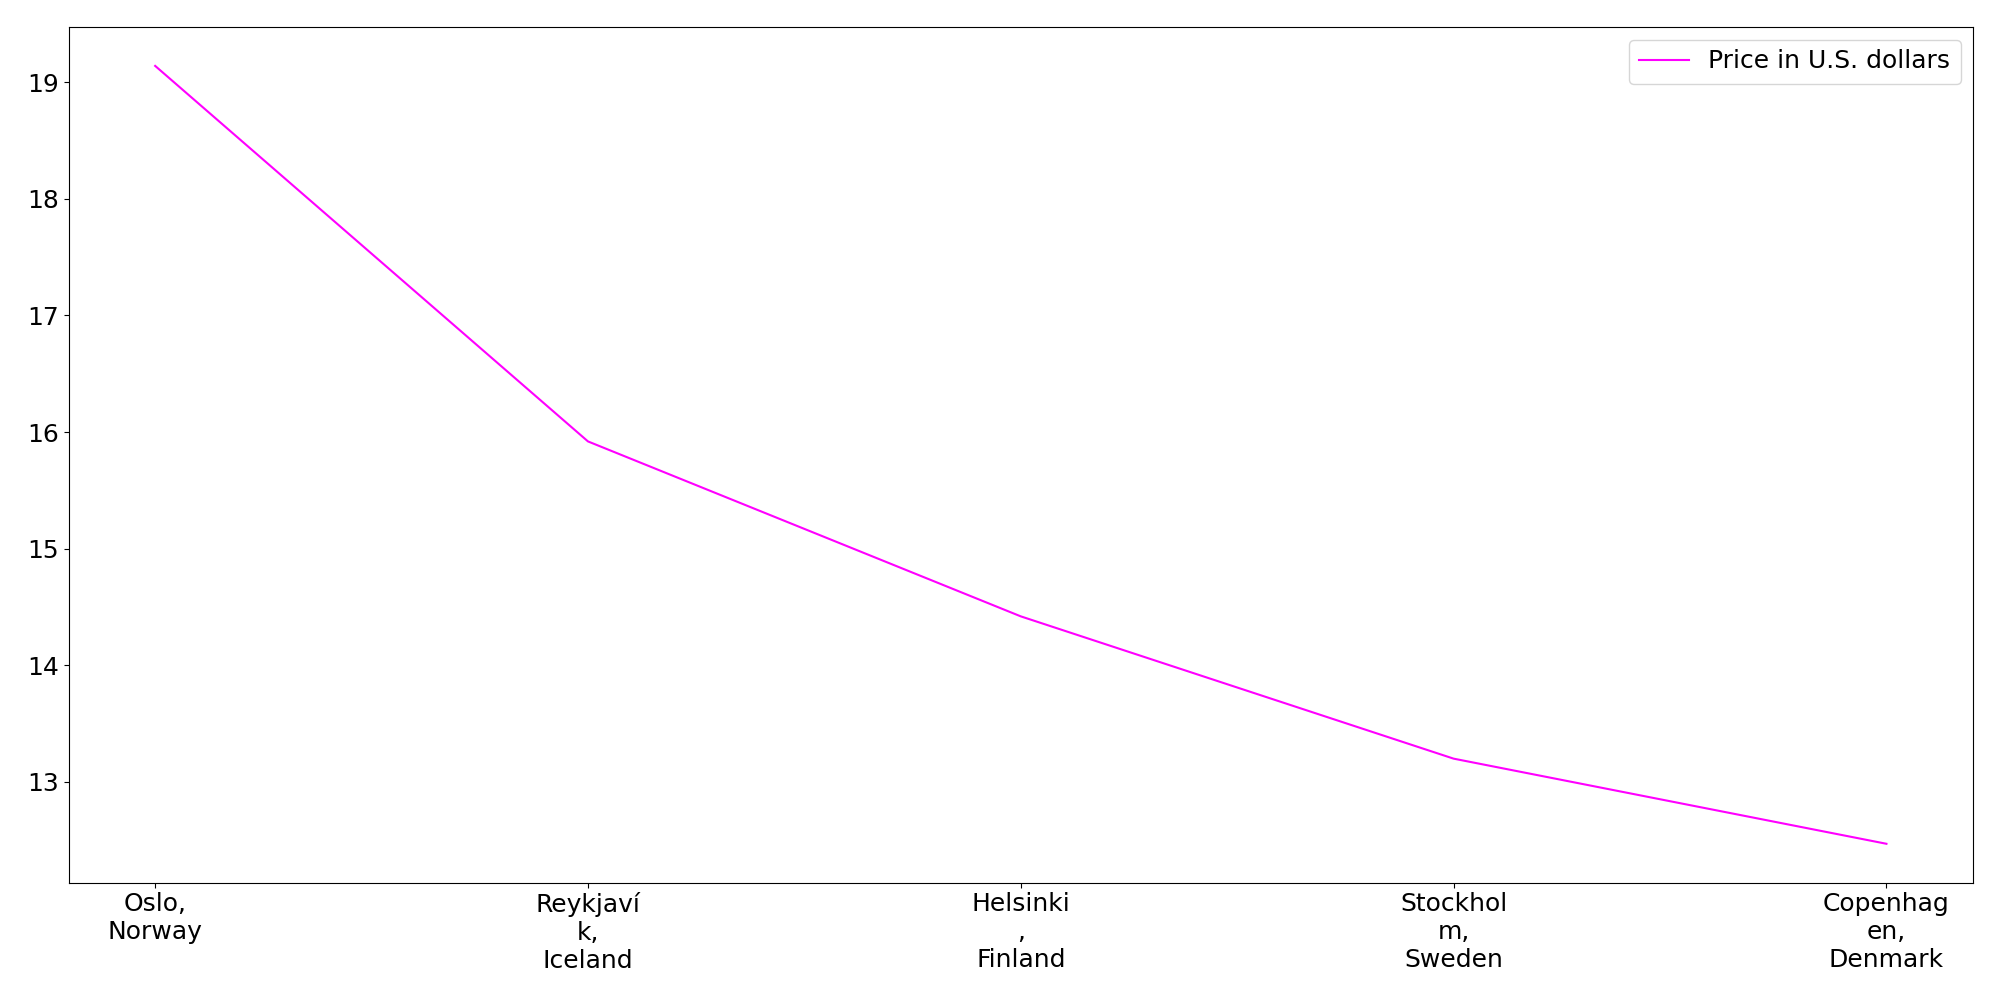 Price in U.S. dollars
19
18
17
16
15
14
13
Oslo,
Norway
Reykjaví
k,
Iceland
Helsinki
,
Finland
Stockhol
m,
Sweden
Copenhag
en,
Denmark